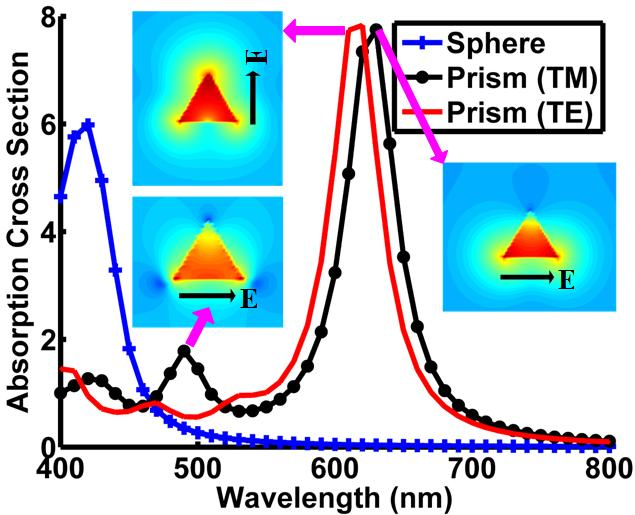 Absorption Cross Section
8
6
4
2
0
400
500
600
700
800
Wavelength (nm)
Sphere
Prism (TM)
Prism (TE)
E
E
E